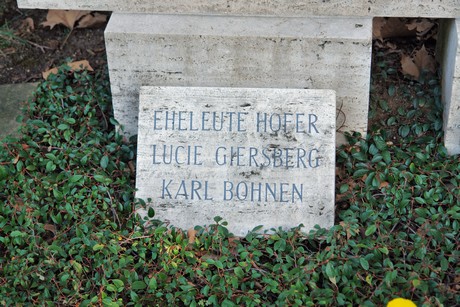 EHELEUTE HOFER
LUCIE GIERSBERG
KARL BOHNEN